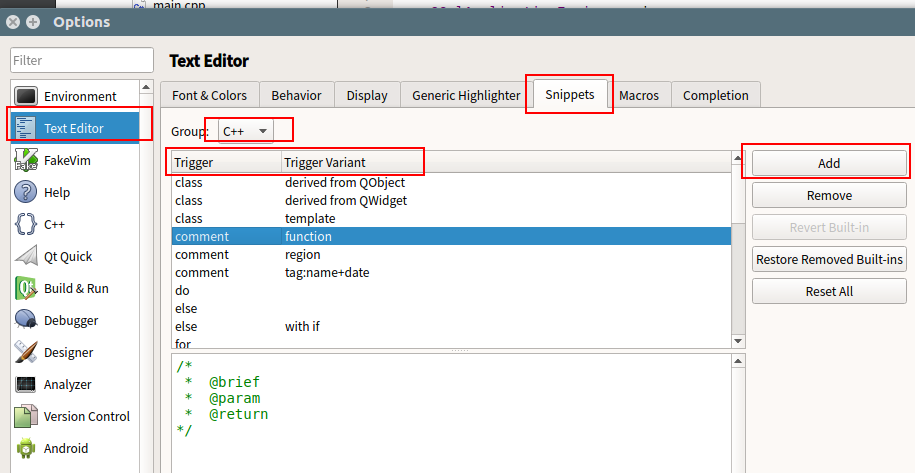 main.cpp
Options
Filter
Environment
Text Editor
FakeVim
Help
C++
Qt Quick
Build & Run
Debugger
Designer
Analyzer
Version Control
Android
Text Editor
Font & Colors Behavior Display Generic Highlighter Snippets Macros Completion
Group: C++
Trigger Trigger Variant
class derived from QObject
class derived from QWidget
class template
comment function
comment region
comment tag:name+date
do
else
else with if
for
Add
Remove
Revert Built-in
Restore Removed Built-ins
Reset All
/*
* @brief
* @param
* @return
*/